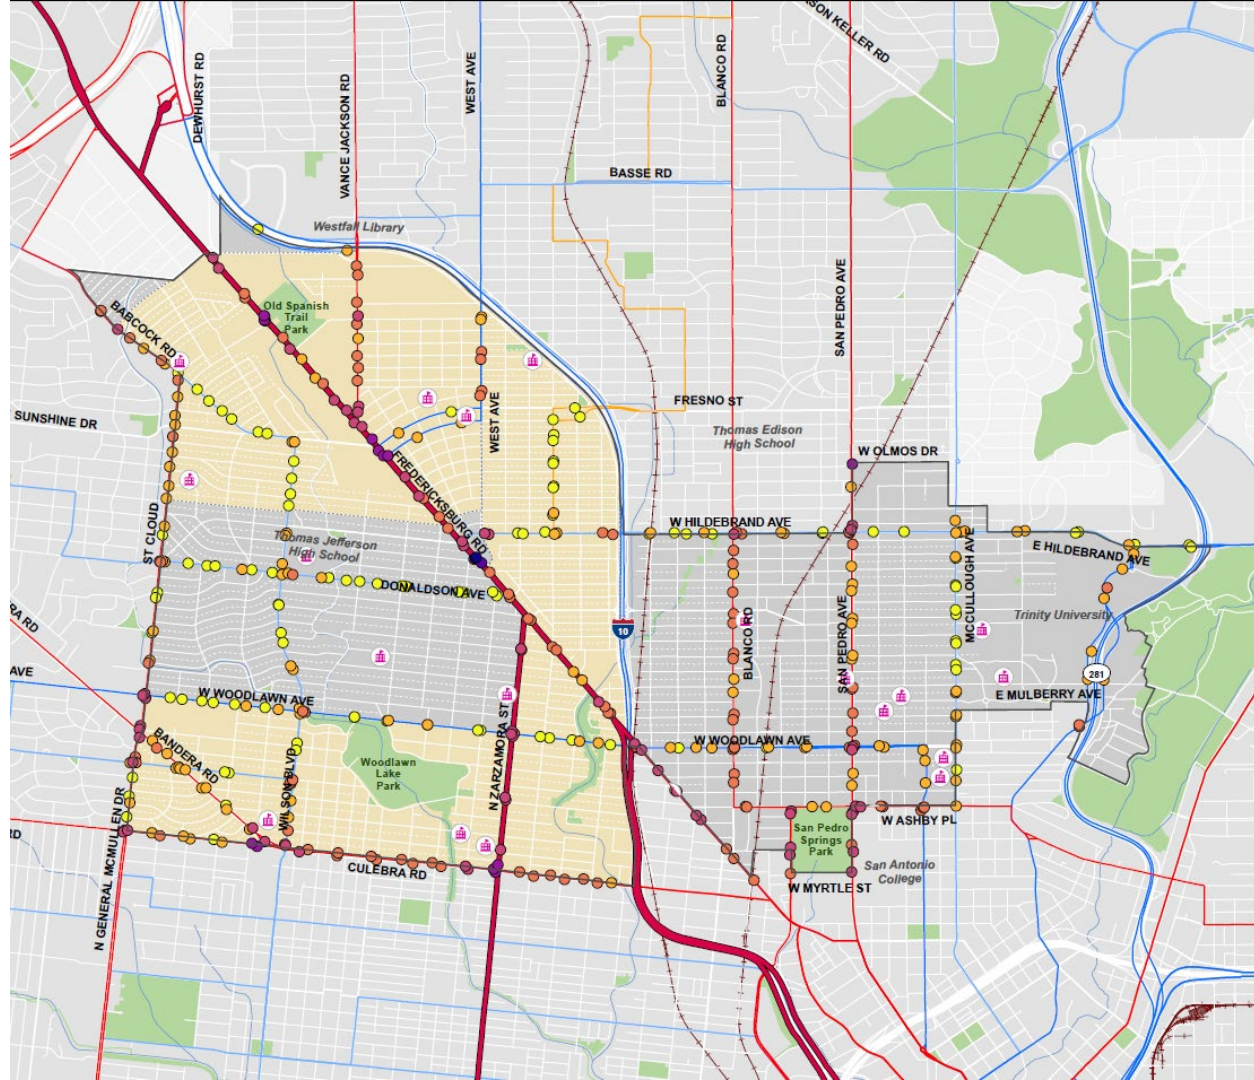 SON KELLER RD
DEWHURST RD
VANCE JACKSON RD
WEST AVE
BLANCO RD
BASSE RD
Westfall Library
SAN PEDRO AVE
Old Spanish
Trail
Park
BABCOCK RD
SUNSHINE DR
WEST AVE
FRESNO ST
Thomas Edison
High School
W OLMOS DR
FREDERICKSBURG RD
ST CLOUD
Thomas Jefferson
High School
W HILDEBRAND AVE
E HILDEBRAND AVE
MCCULLOUGH AVE
DONALDSON AVE
BLANCO RD
SAN PEDRO AVE
Trinity University
RA RD
10
AVE
281
W WOODLAWN AVE
E MULBERRY AVE
N ZARZAMORA ST
BANDERA RD
WILSON BLVD
Woodlawn
Lake
Park
W WOODLAWN AVE
N GENERAL MCMULLEN DR
RD
W ASHBY PL
San Pedro
Springs
Park
San Antonio
College
CULEBRA RD
W MYRTLE ST